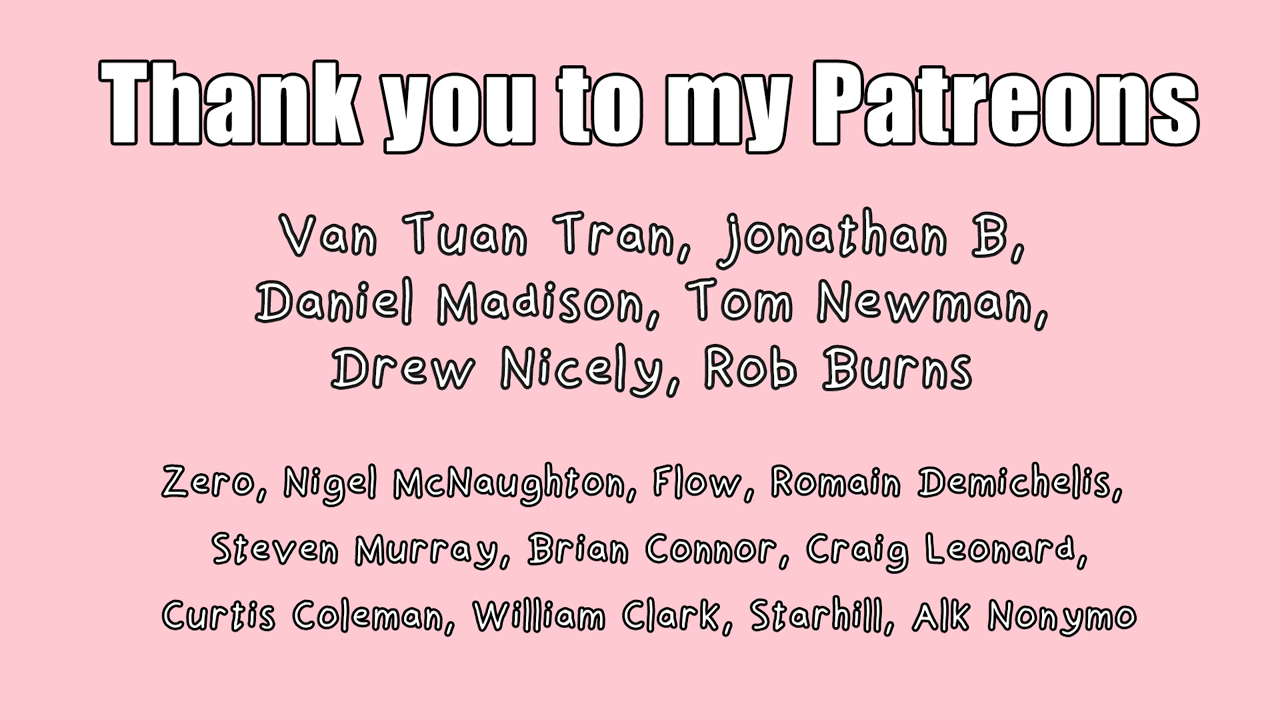 Thank you to my Patreons
Van Tuan Tran, jonathan B,
Daniel Madison, Tom Newman,
Drew Nicely, Rob Burns
Zero, Nigel McNaughton, Flow, Romain Demichelis,
Steven Murray, Brian Connor, Craig Leonard,
Curtis Coleman, William Clark, Starhill, Alk Nonymo